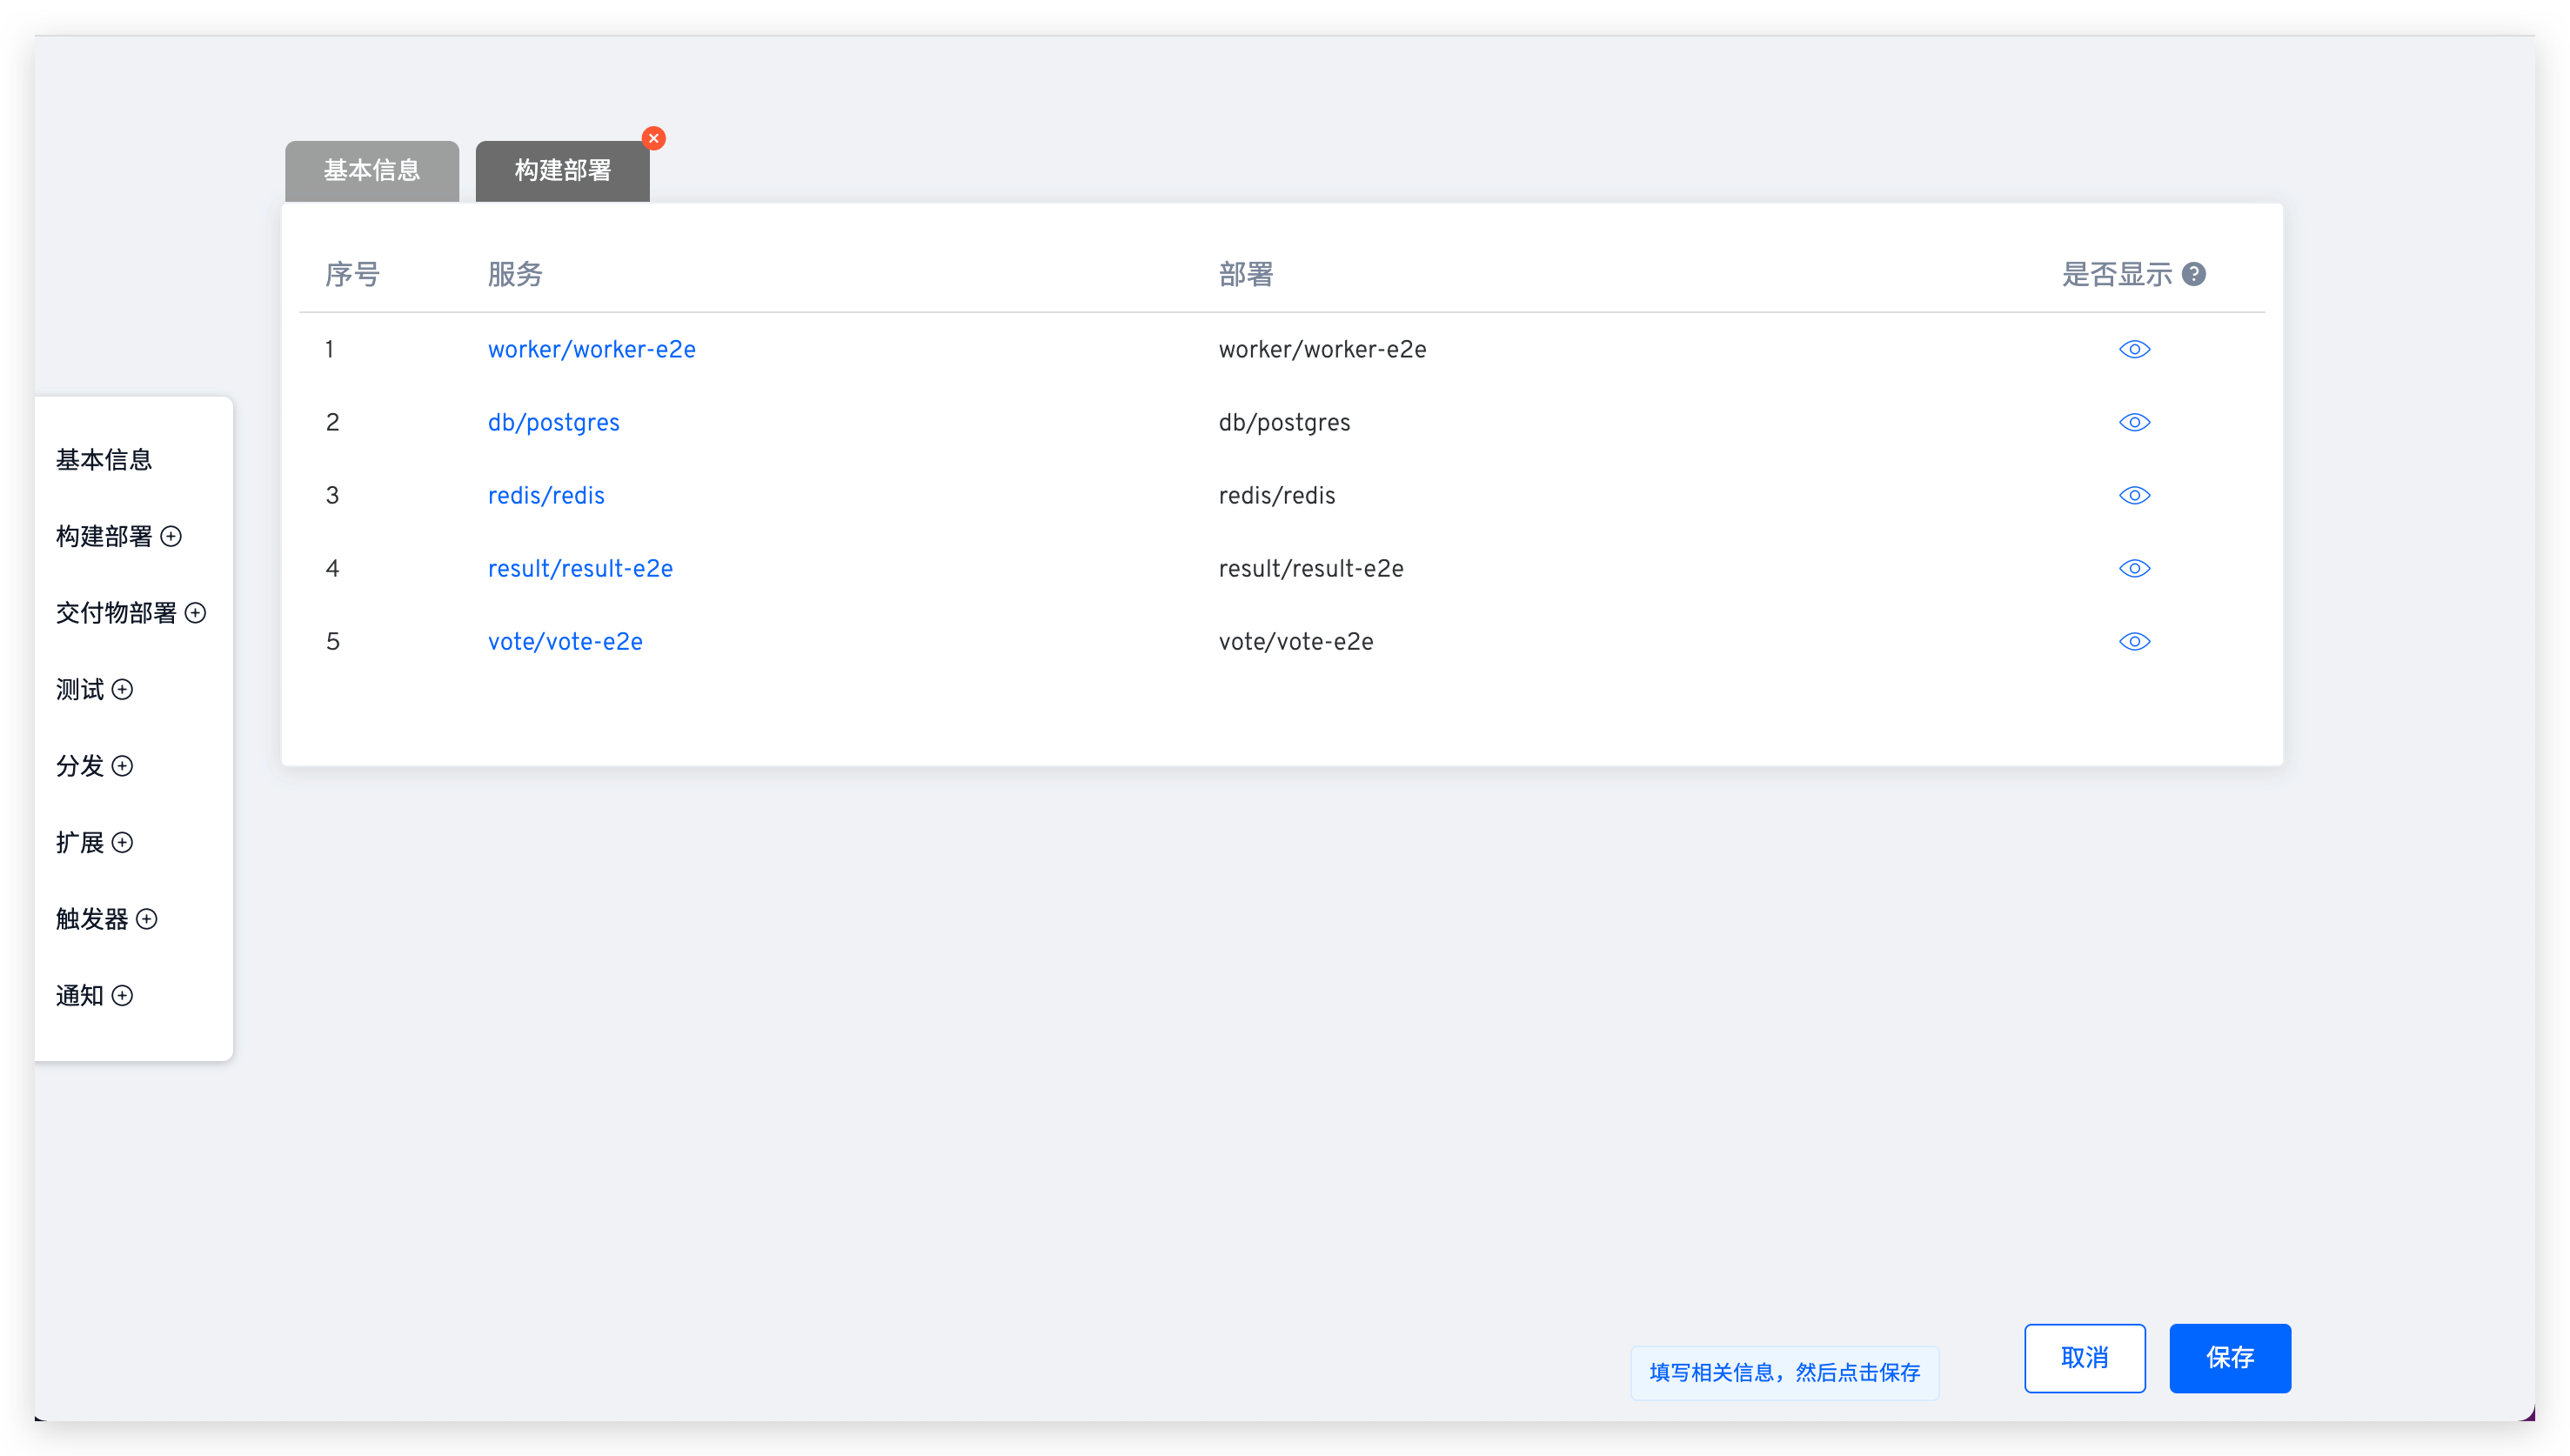 基本信息 构建部署
序号 服务 部署 是否显示
1 worker/worker-e2e worker/worker-e2e
2 db/postgres db/postgres
3 redis/redis redis/redis
4 result/result-e2e result/result-e2e
5 vote/vote-e2e vote/vote-e2e
基本信息
构建部署
交付物部署
测试
分发
扩展
触发器
通知
填写相关信息，然后点击保存
取消 保存